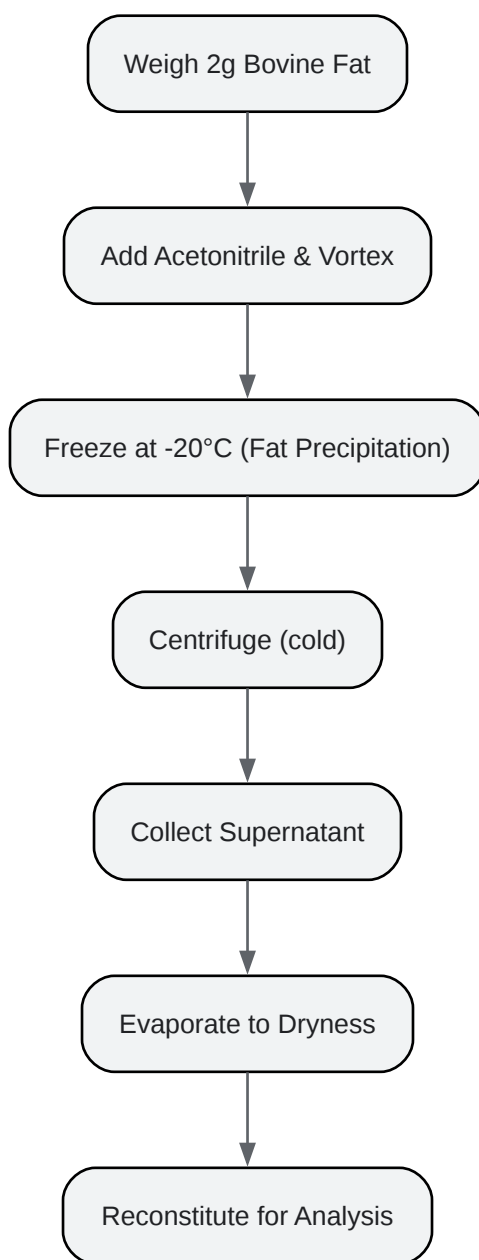 Weigh 2g Bovine Fat
Add Acetonitrile & Vortex
Freeze at -20°C (Fat Precipitation)
Centrifuge (cold)
Collect Supernatant
Evaporate to Dryness
Reconstitute for Analysis